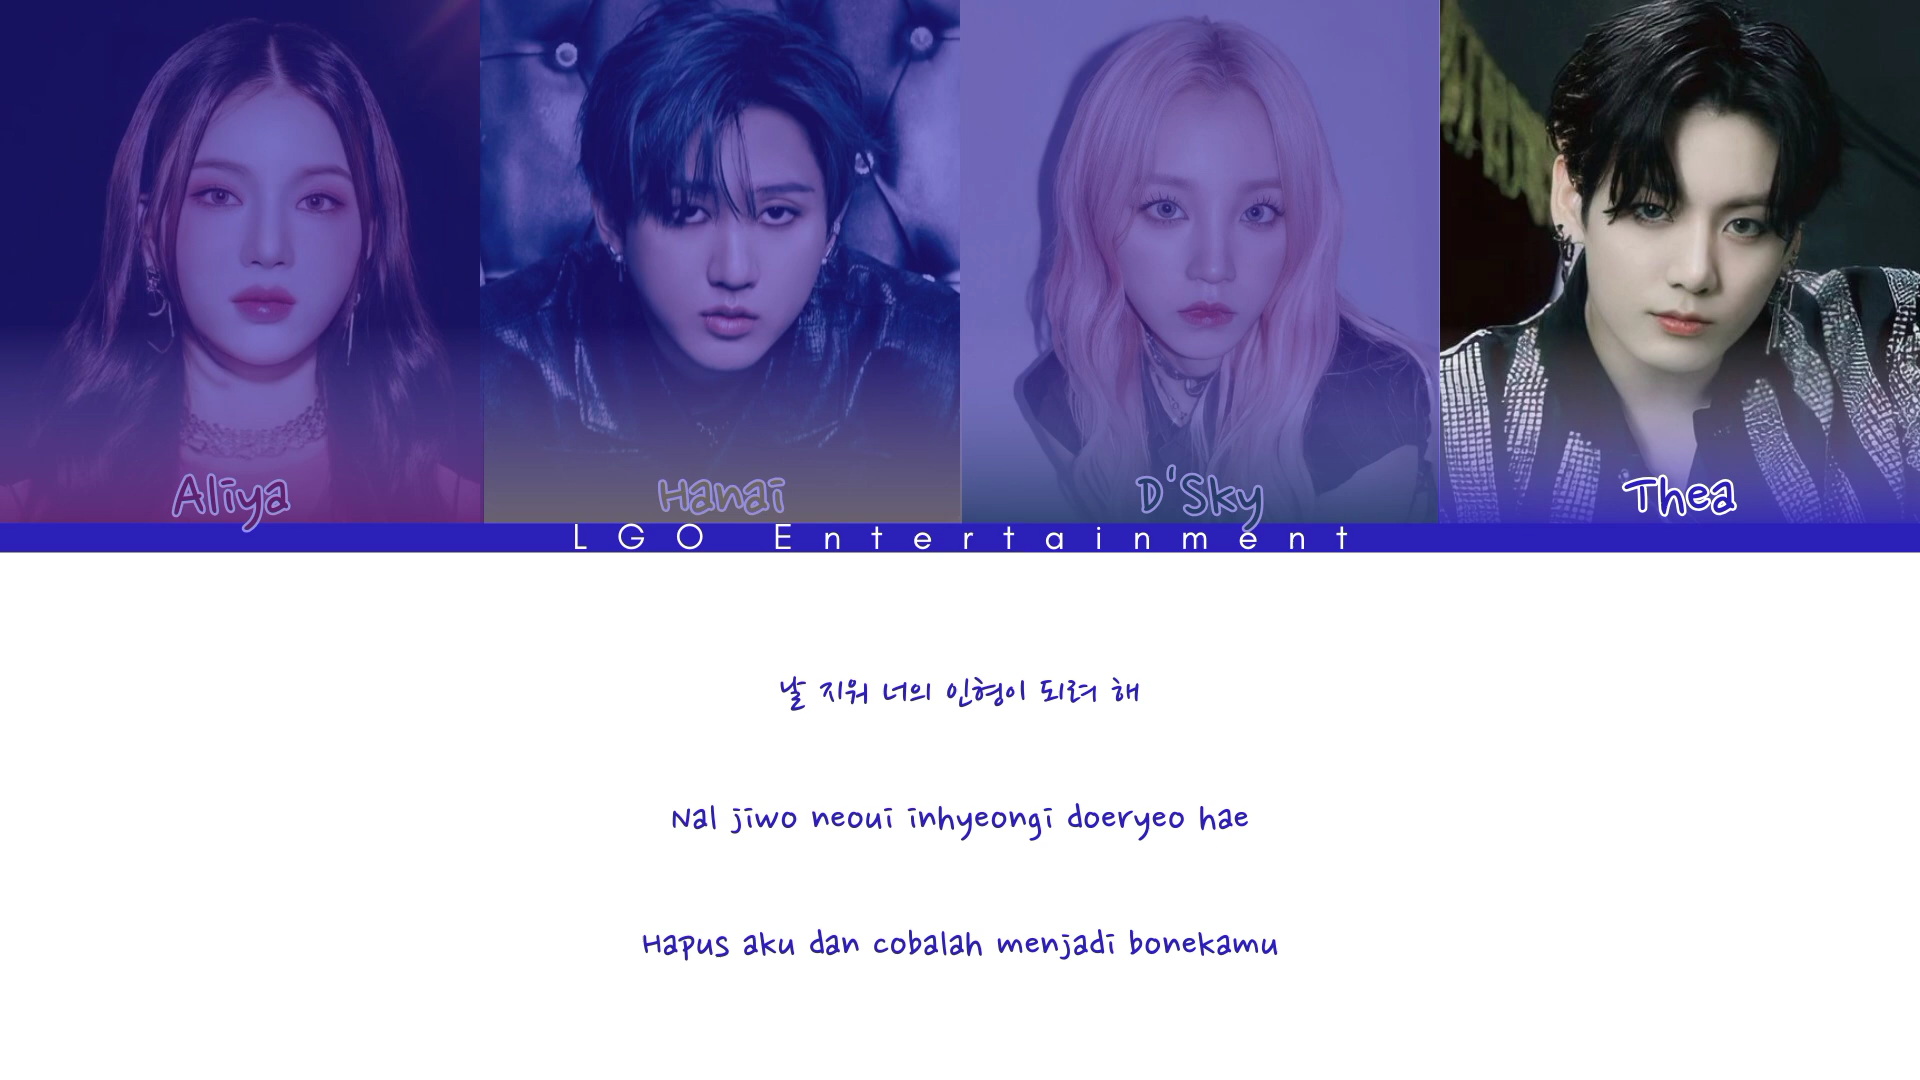 Aliya
Hanai
D'Sky
Thea
LGO Entertainment
날 지워 너의 인형이 되려 해
Nal jiwo neoui inhyeongi doeryeo hae
Hapus aku dan cobalah menjadi bonekamu